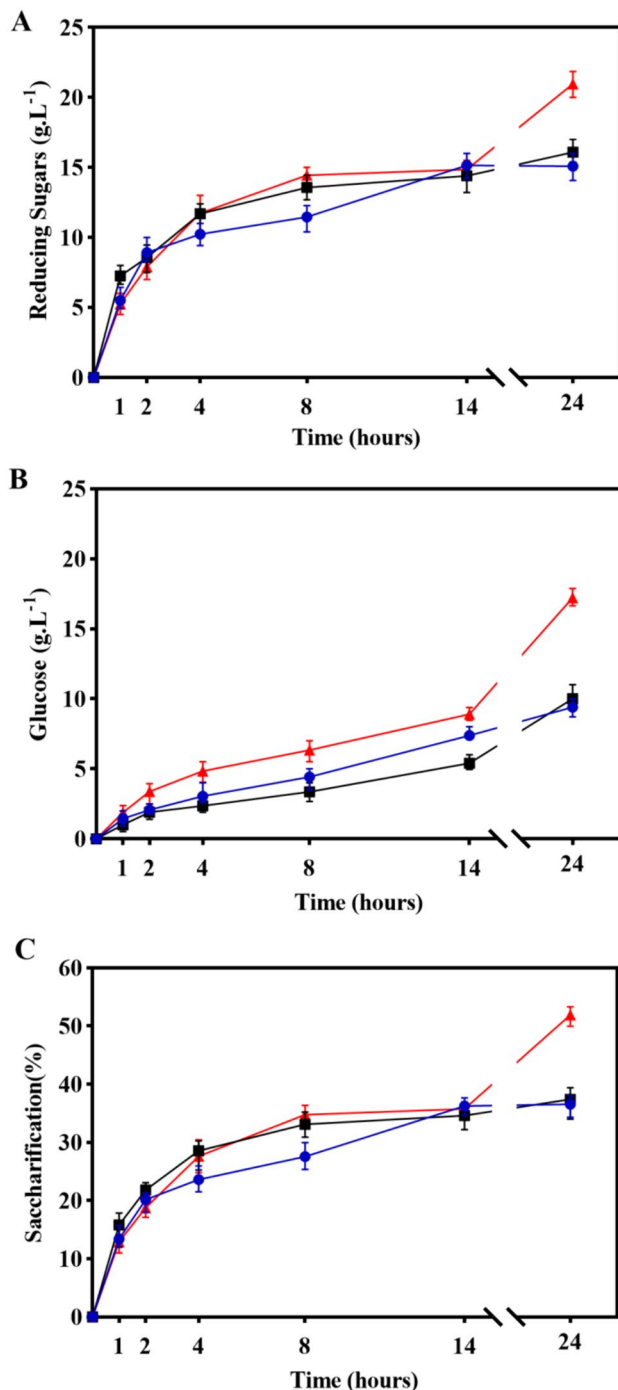 A
25
20
15
10
5
0
Reducing Sugars (g.L⁻¹)
1 2 4 8 14 24
Time (hours)
B
25
20
15
10
5
0
Glucose (g.L⁻¹)
1 2 4 8 14 24
Time (hours)
C
60
50
40
30
20
10
0
Saccharification(%)
1 2 4 8 14 24
Time (hours)